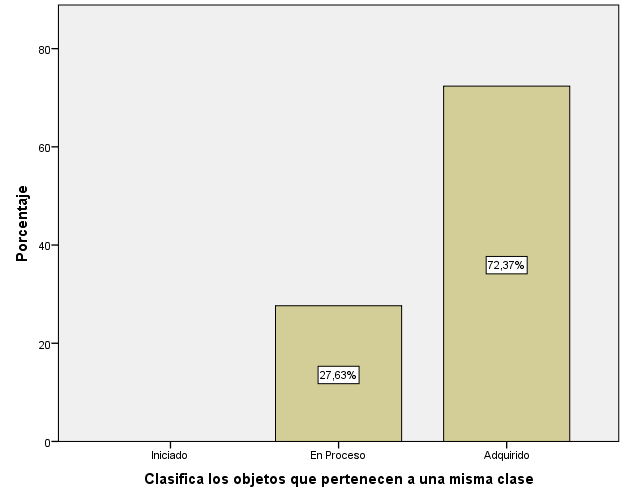 Porcentaje
80
60
40
20
0
72,37%
27,63%
Iniciado
En Proceso
Adquirido
Clasifica los objetos que pertenecen a una misma clase